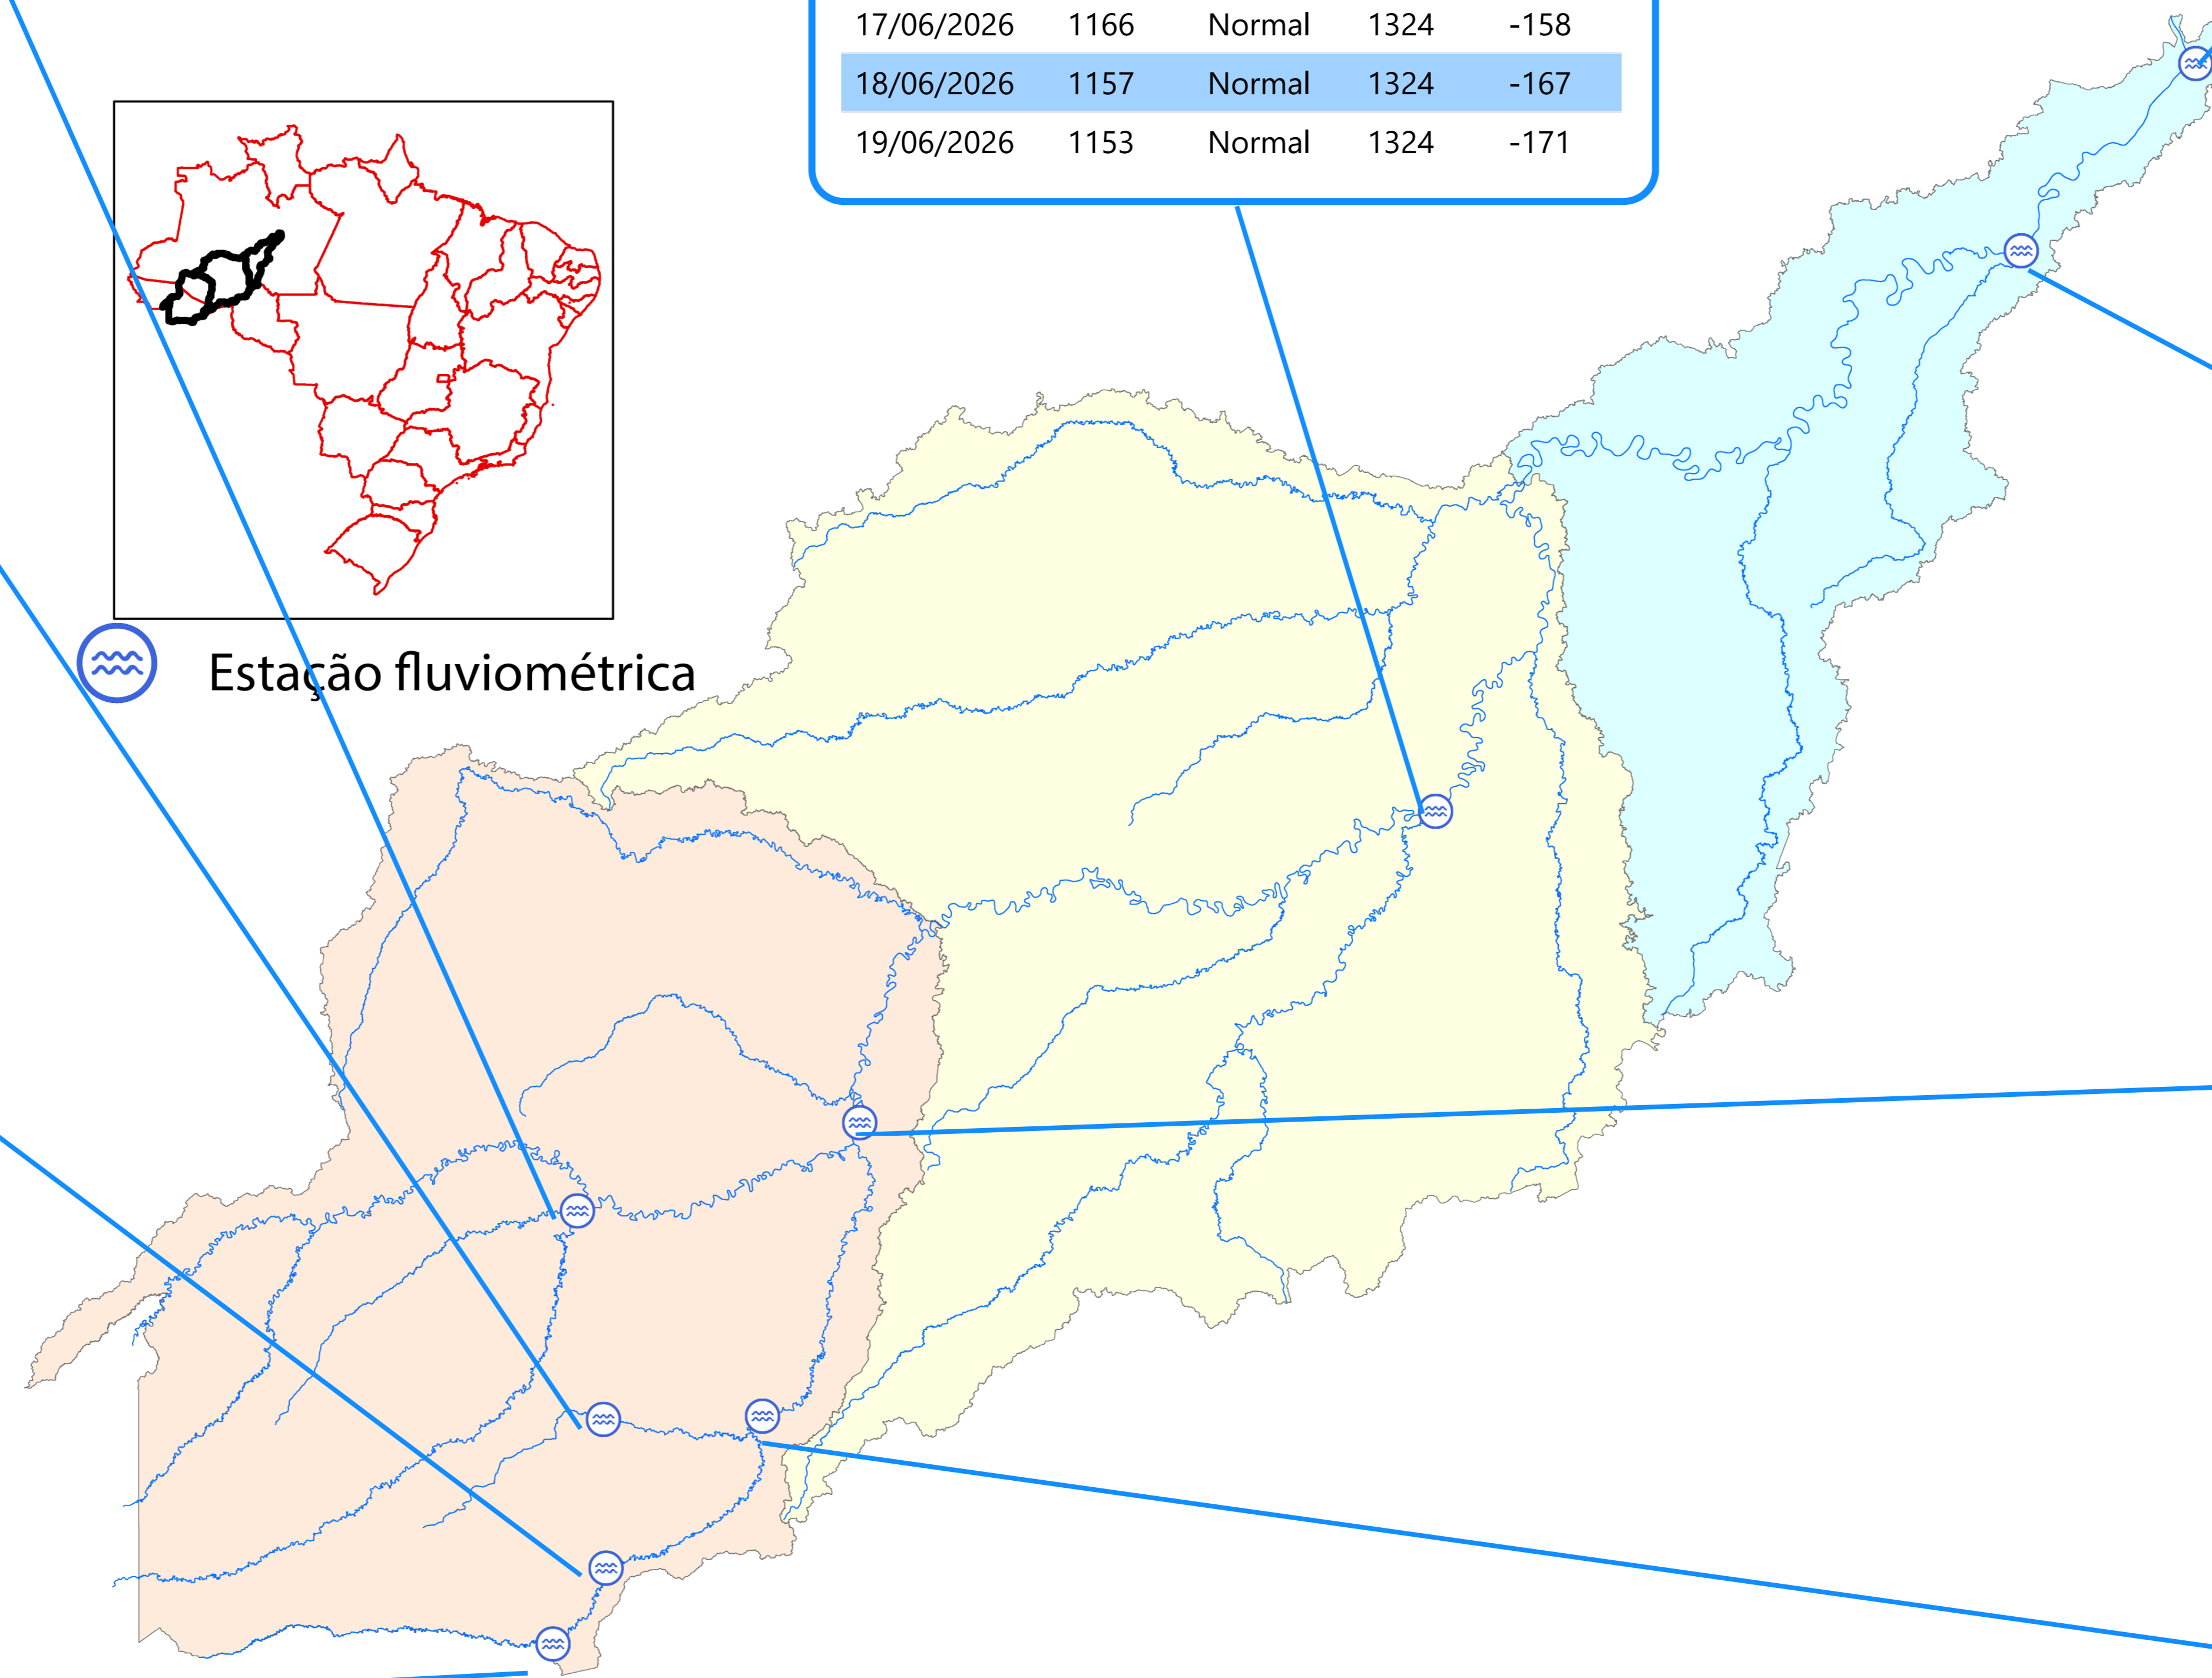 17/06/2026 1166 Normal 1324 -158
18/06/2026 1157 Normal 1324 -167
19/06/2026 1153 Normal 1324 -171
Estação fluviométrica